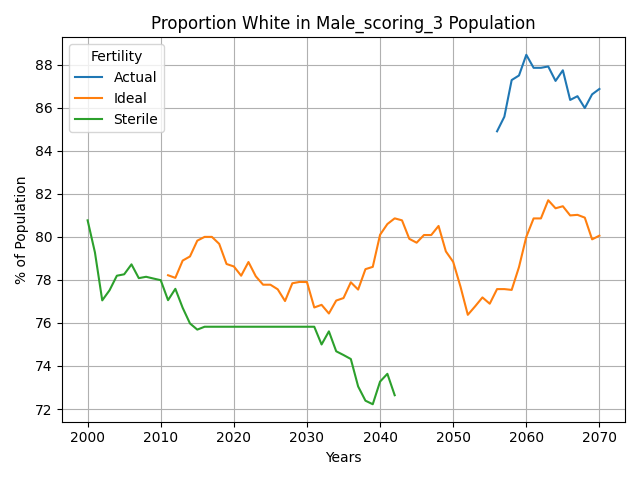 Proportion White in Male_scoring_3 Population
Fertility
Actual
Ideal
Sterile
% of Population
88
86
84
82
80
78
76
74
72
2000 2010 2020 2030 2040 2050 2060 2070
Years